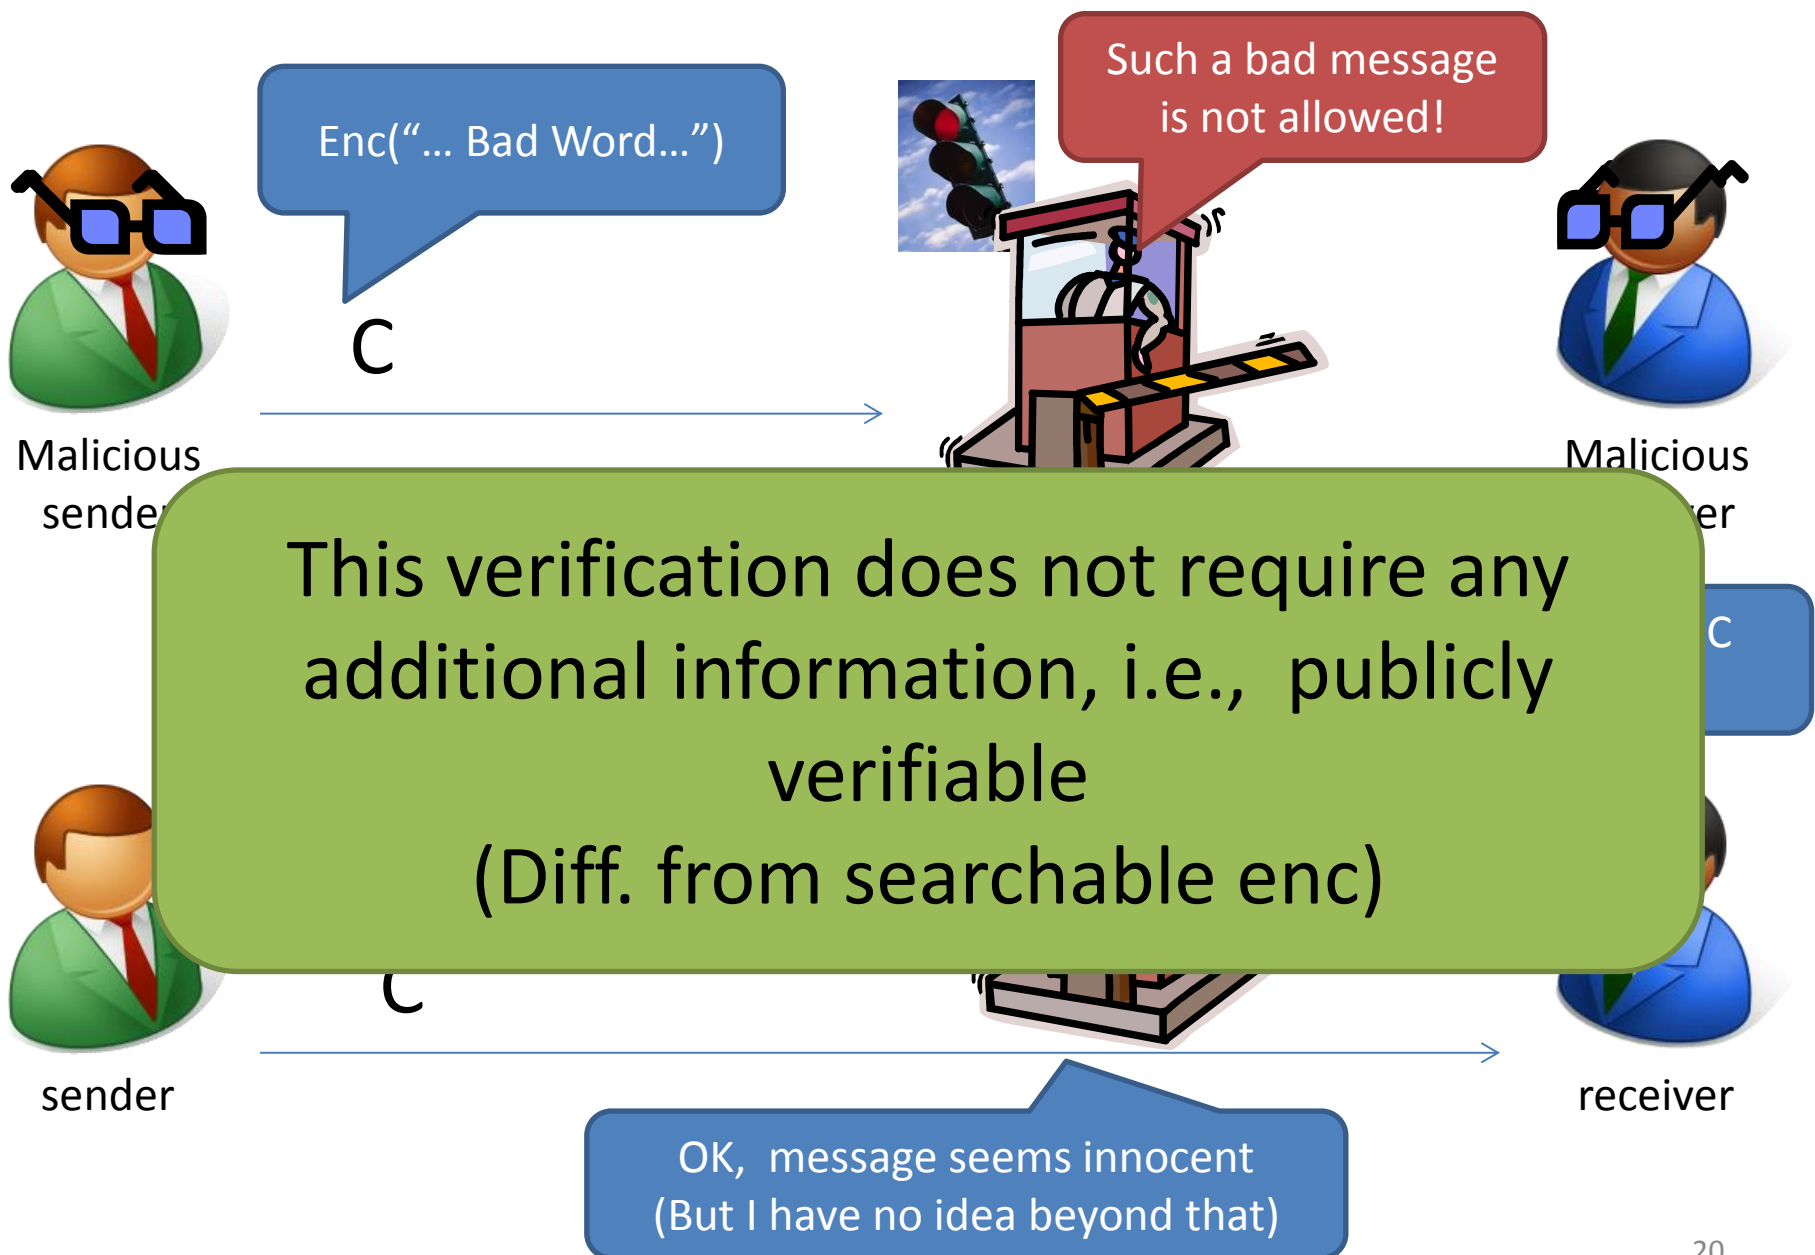 Such a bad message
is not allowed!
Enc(“… Bad Word…”)
C
Malicious
sender
Malicious
er
This verification does not require any
additional information, i.e., publicly
verifiable
(Diff. from searchable enc)
C
C
sender
receiver
OK, message seems innocent
(But I have no idea beyond that)
20